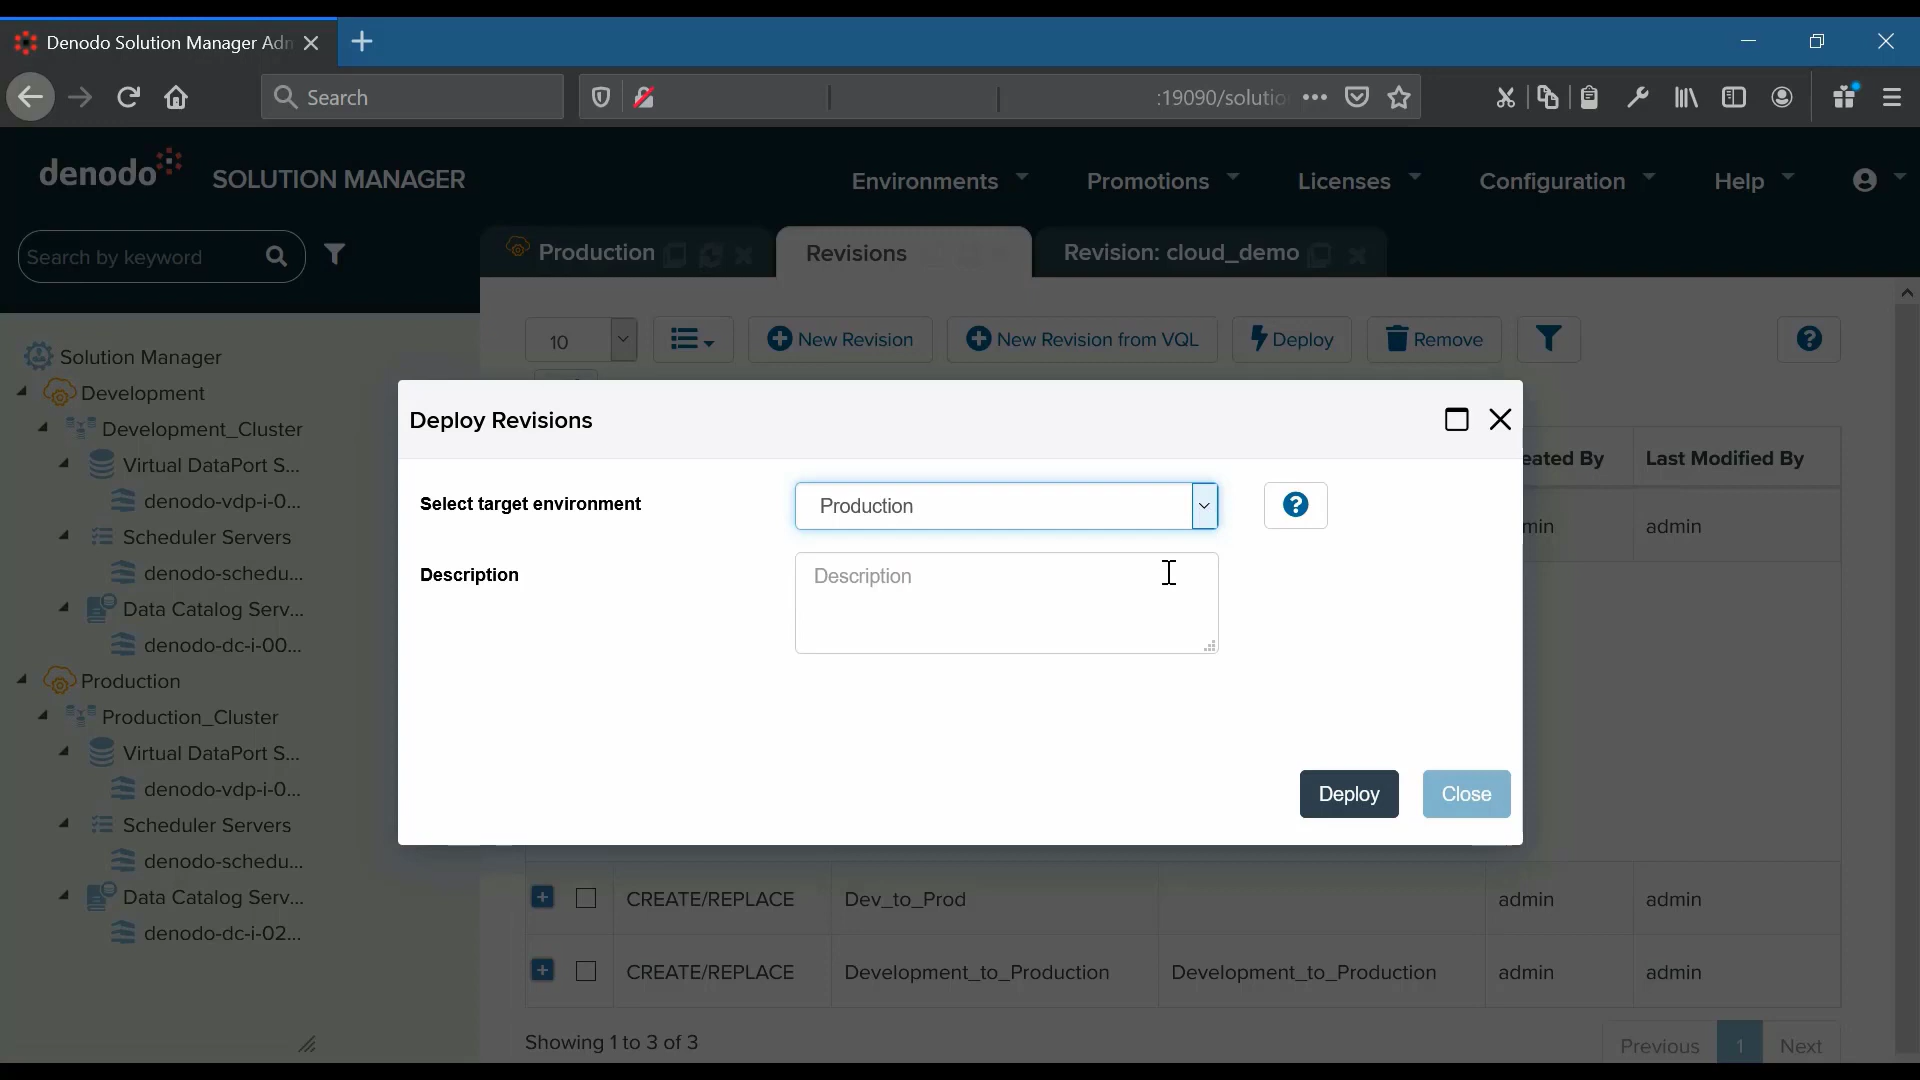 Denodo Solution Manager Adn
Search
:19090/solutio
denodo SOLUTION MANAGER
Environments
Promotions
Licenses
Configuration
Help
Search by keyword
Production
Revisions
Revision: cloud_demo
10
New Revision
New Revision from VQL
Deploy
Remove
Solution Manager
Development
Development_Cluster
Virtual DataPort S...
denodo-vdp-i-0...
Scheduler Servers
denodo-schedu...
Data Catalog Serv...
denodo-dc-i-00...
Production
Production_Cluster
Virtual DataPort S...
denodo-vdp-i-0...
Scheduler Servers
denodo-schedu...
Data Catalog Serv...
denodo-dc-i-02...
Deploy Revisions
Select target environment
Production
Description
Description
Deploy
Close
eated By
Last Modified By
min
admin
CREATE/REPLACE
Dev_to_Prod
admin
admin
CREATE/REPLACE
Development_to_Production
Development_to_Production
admin
admin
Showing 1 to 3 of 3
Previous
1
Next